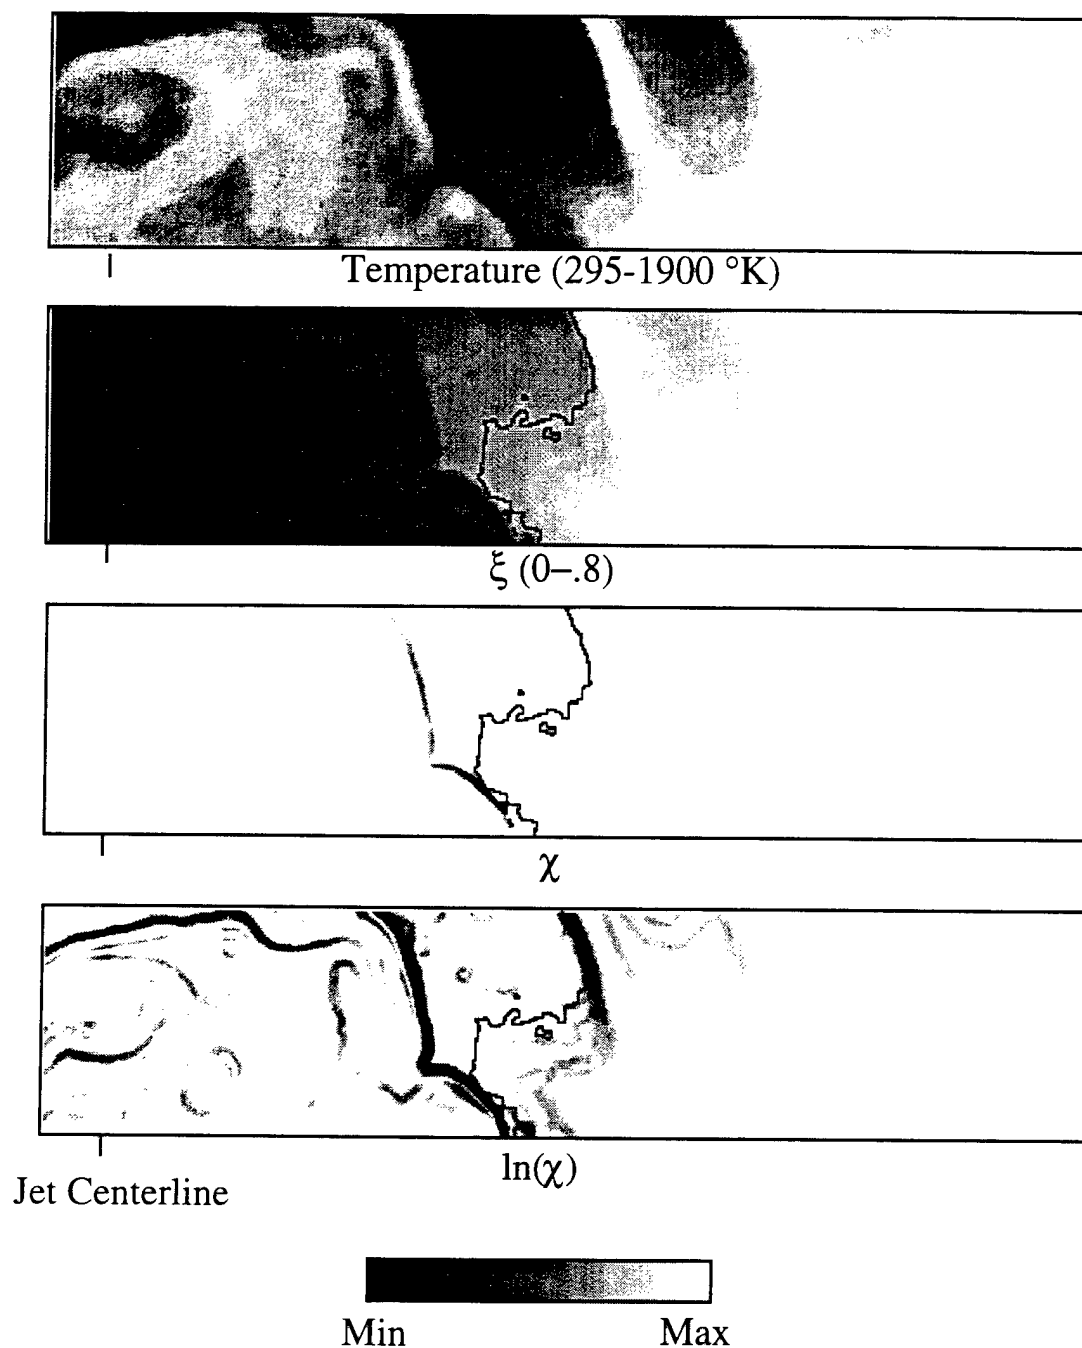 Temperature (295-1900 °K)
ξ (0–.8)
χ
ln(χ)
Jet Centerline
Min Max